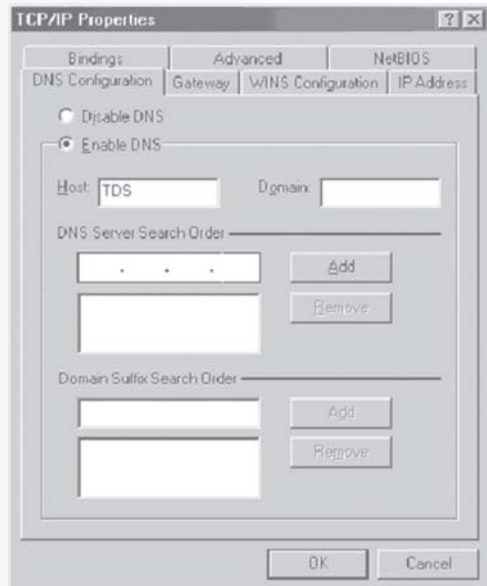 TCP/IP Properties ? X
Bindings Advanced NetBIOS
DNS Configuration Gateway WINS Configuration IP Address
Disable DNS
Enable DNS
Host: TDS Domain:
DNS Server Search Order
. . . Add
Remove
Domain Suffix Search Order
Add
Remove
OK Cancel